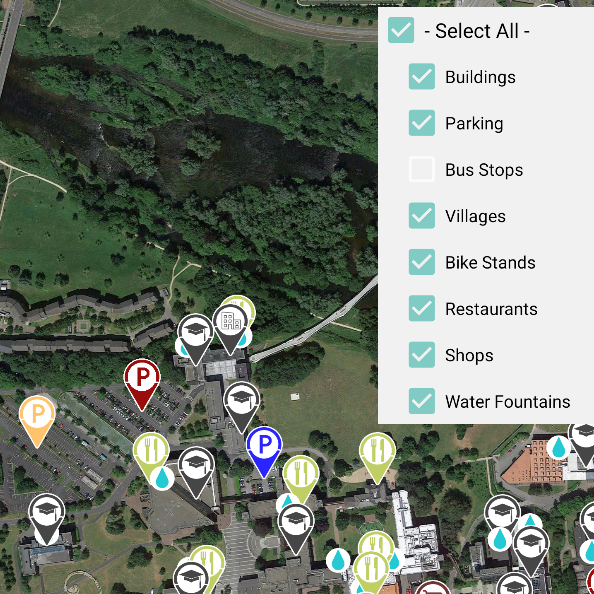 - Select All -
Buildings
Parking
Bus Stops
Villages
Bike Stands
Restaurants
Shops
Water Fountains
P
P
P